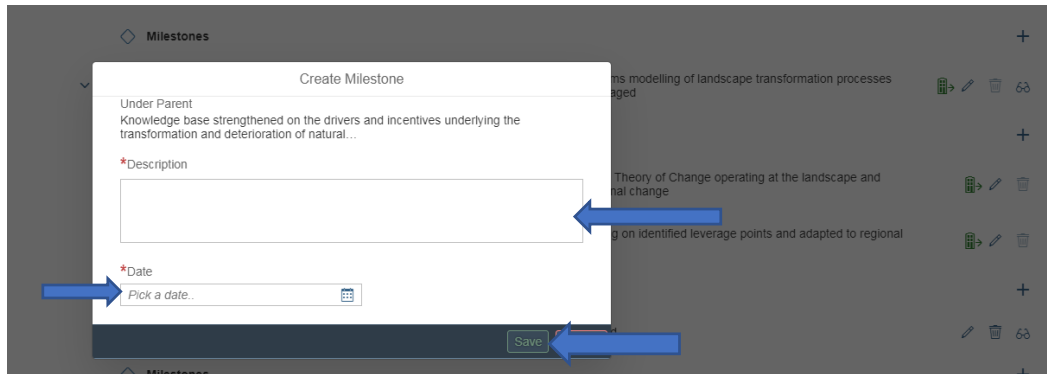 Milestones
Create Milestone
ms modelling of landscape transformation processes
aged
Under Parent
Knowledge base strengthened on the drivers and incentives underlying the
transformation and deterioration of natural...
*Description
Theory of Change operating at the landscape and
nal change
g on identified leverage points and adapted to regional
*Date
Pick a date..
Save
Milestones